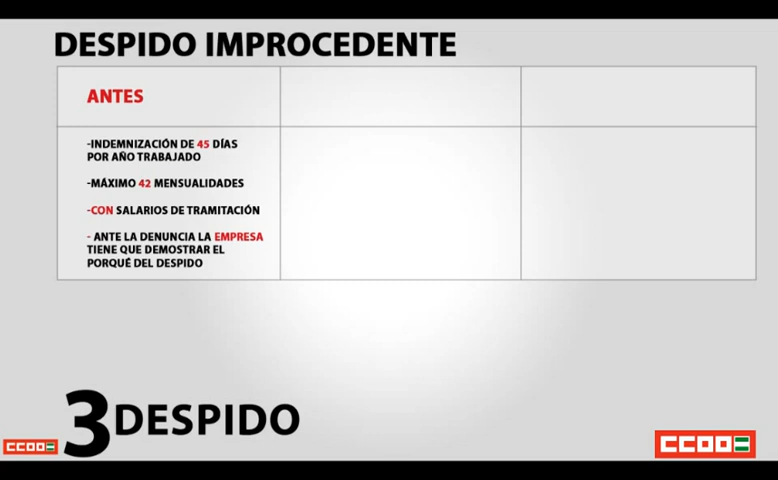 DESPIDO IMPROCEDENTE
ANTES
-INDEMNIZACIÓN DE 45 DÍAS
POR AÑO TRABAJADO
-MÁXIMO 42 MENSUALIDADES
-CON SALARIOS DE TRAMITACIÓN
- ANTE LA DENUNCIA LA EMPRESA
TIENE QUE DEMOSTRAR EL
PORQUÉ DEL DESPIDO
3 DESPIDO
CCOO
CCOO